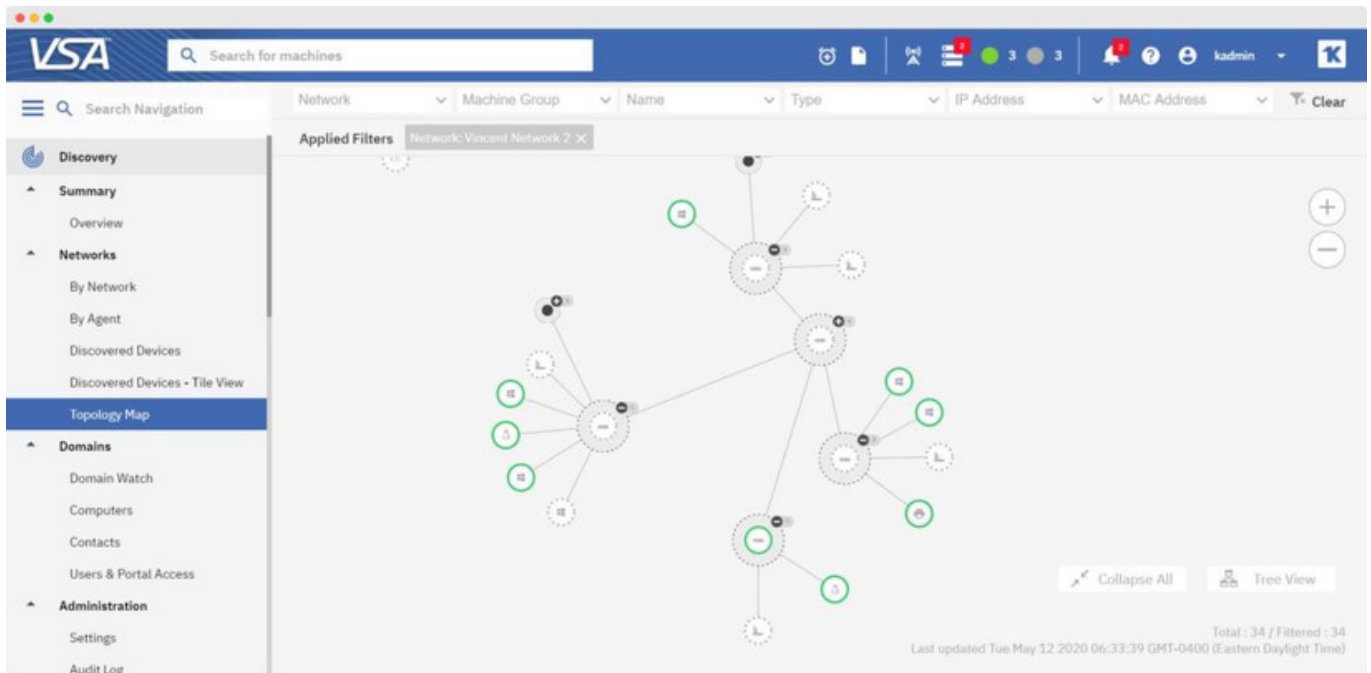 VSA
Search for machines
2
3
3
2
kadmin
K
Search Navigation
Network
Machine Group
Name
Type
IP Address
MAC Address
Clear
Applied Filters
Network: Vincent Network 2
Discovery
Summary
Overview
Networks
By Network
By Agent
Discovered Devices
Discovered Devices - Tile View
Topology Map
Domains
Domain Watch
Computers
Contacts
Users & Portal Access
Administration
Settings
Audit Log
Collapse All
Tree View
Total : 34 / Filtered : 34
Last updated Tue May 12 2020 06:33:39 GMT-0400 (Eastern Daylight Time)